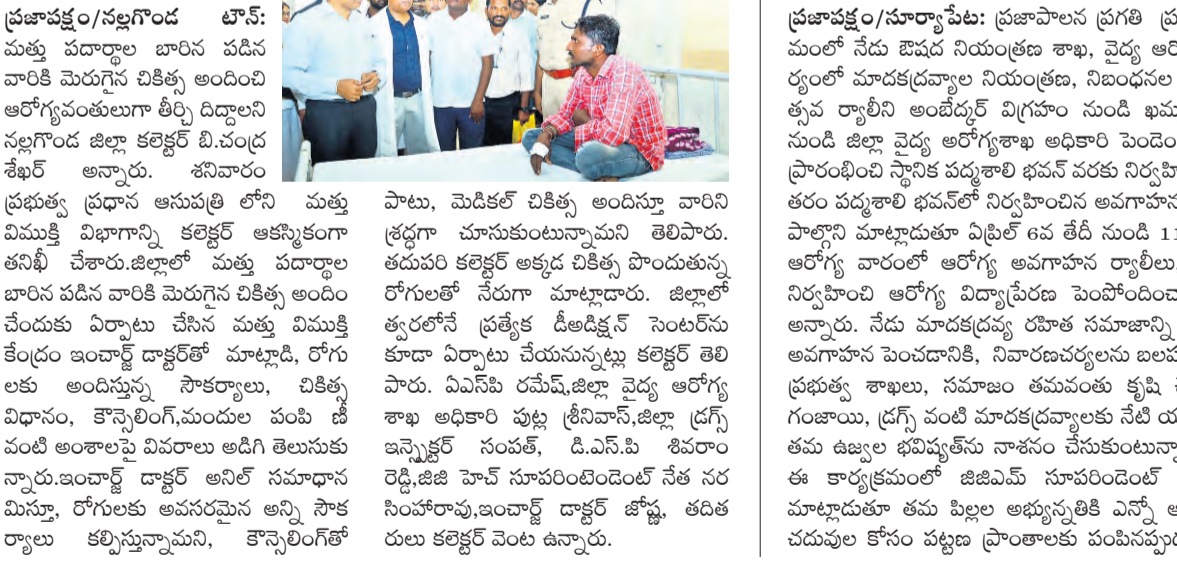 ప్రజాపక్షం/నల్లగొండ టౌన్:
మత్తు పదార్థాల బారిన పడిన
వారికి మెరుగైన చికిత్స అందించి
ఆరోగ్యవంతులుగా తీర్చి దిద్దాలని
నల్లగొండ జిల్లా కలెక్టర్ బి.చంద్ర
శేఖర్ అన్నారు. శనివారం
ప్రభుత్వ ప్రధాన ఆసుపత్రి లోని మత్తు
విముక్తి విభాగాన్ని కలెక్టర్ ఆకస్మికంగా
తనిఖీ చేశారు.జిల్లాలో మత్తు పదార్థాల
బారిన పడిన వారికి మెరుగైన చికిత్స అందిం
చేందుకు ఏర్పాటు చేసిన మత్తు విముక్తి
కేంద్రం ఇంచార్జ్ డాక్టర్‌తో మాట్లాడి, రోగు
లకు అందిస్తున్న సౌకర్యాలు, చికిత్స
విధానం, కౌన్సెలింగ్,మందుల పంపి ణీ
వంటి అంశాలపై వివరాలు అడిగి తెలుసుకు
న్నారు.ఇంచార్జ్ డాక్టర్ అనిల్ సమాధాన
మిస్తూ, రోగులకు అవసరమైన అన్ని సౌక
ర్యాలు కల్పిస్తున్నామని, కౌన్సెలింగ్‌తో
పాటు, మెడికల్ చికిత్స అందిస్తూ వారిని
శ్రద్ధగా చూసుకుంటున్నామని తెలిపారు.
తదుపరి కలెక్టర్ అక్కడ చికిత్స పొందుతున్న
రోగులతో నేరుగా మాట్లాడారు. జిల్లాలో
త్వరలోనే ప్రత్యేక డీఅడిక్షన్ సెంటర్‌ను
కూడా ఏర్పాటు చేయనున్నట్లు కలెక్టర్ తెలి
పారు. ఏఎస్‌పి రమేష్,జిల్లా వైద్య ఆరోగ్య
శాఖ అధికారి పుట్ల శ్రీనివాస్,జిల్లా డ్రగ్స్
ఇన్స్పెక్టర్ సంపత్, డి.ఎస్.పి శివరాం
రెడ్డి,జిజి హెచ్ సూపరింటెండెంట్ నేత నర
సింహారావు,ఇంచార్జ్ డాక్టర్ జోష్ణ, తదిత
రులు కలెక్టర్ వెంట ఉన్నారు.
ప్రజాపక్షం/సూర్యాపేట: ప్రజాపాలన ప్రగతి
మంలో నేడు ఔషద నియంత్రణ శాఖ, వైద్య
ర్యంలో మాదకద్రవ్యాల నియంత్రణ, నిబంధనల
త్సవ ర్యాలీని అంబేద్కర్ విగ్రహం నుండి
నుండి జిల్లా వైద్య అరోగ్యశాఖ అధికారి
ప్రారంభించి స్థానిక పద్మశాలి భవన్ వరకు
తరం పద్మశాలి భవన్‌లో నిర్వహించిన
పాల్గొని మాట్లాడుతూ ఏప్రిల్ 6వ తేదీ నుండి 11
ఆరోగ్య వారంలో ఆరోగ్య అవగాహన ర్యాలీలు.
నిర్వహించి ఆరోగ్య విద్యాప్రేరణ
అన్నారు. నేడు మాదకద్రవ్య రహిత సమాజాన్ని
అవగాహన పెంచడానికి, నివారణచర్యలను
ప్రభుత్వ శాఖలు, సమాజం తమవంతు కృషి
గంజాయి, డ్రగ్స్ వంటి మాదకద్రవ్యాలకు నేటి
తమ ఉజ్వల భవిష్యత్‌ను నాశనం
ఈ కార్యక్రమంలో జిజిఎమ్ సూపరిండెంట్
మాట్లాడుతూ తమ పిల్లల అభ్యున్నతికి ఎన్నో
చదువుల కోసం పట్టణ ప్రాంతాలకు